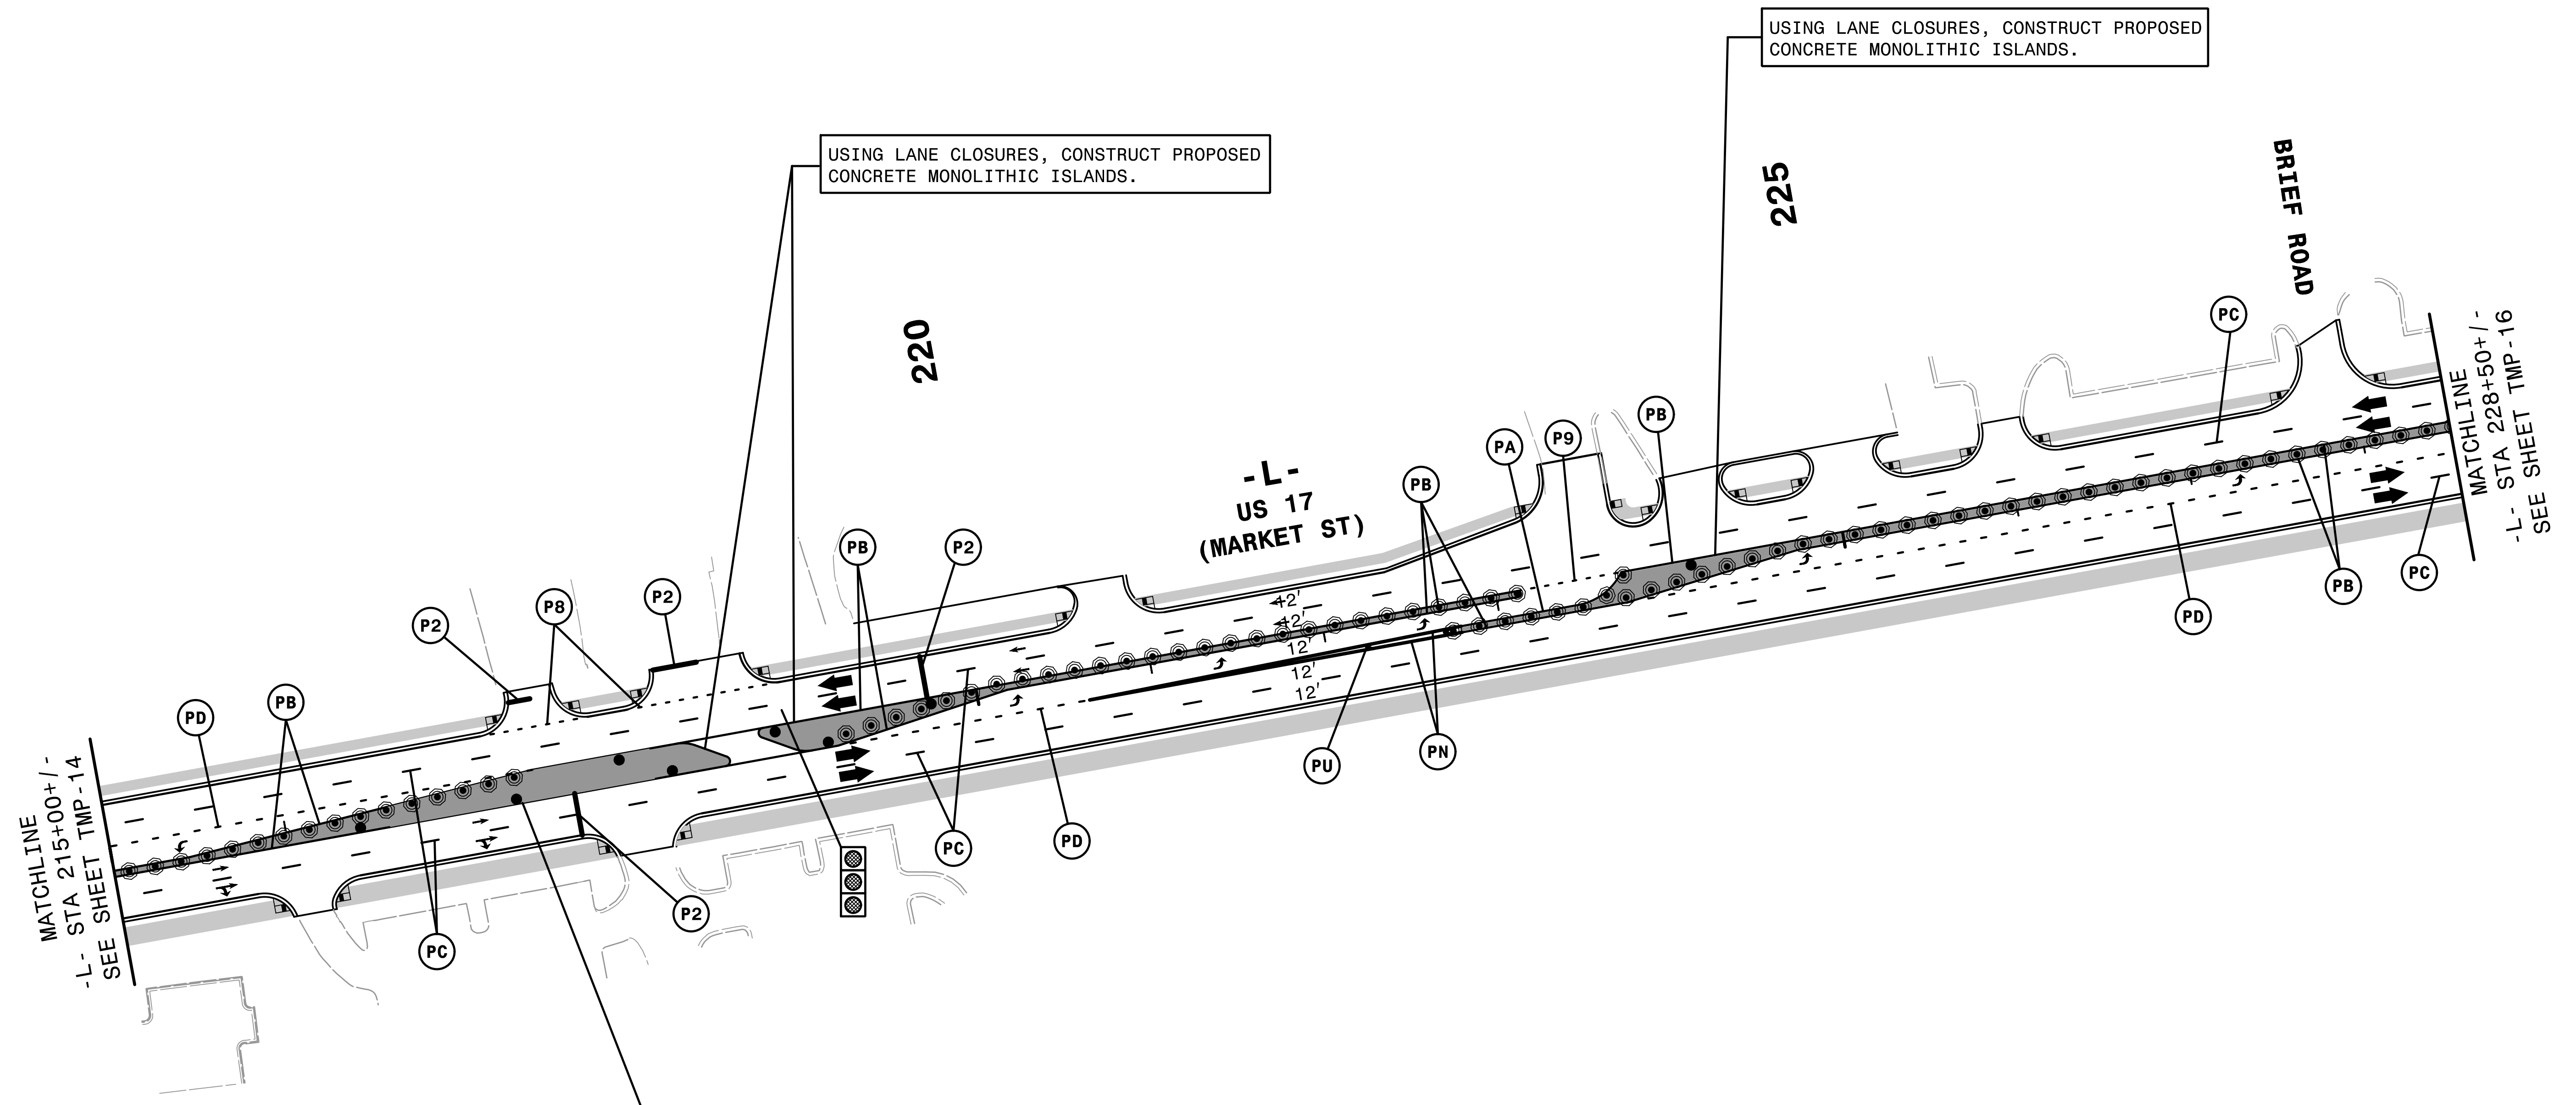 USING LANE CLOSURES, CONSTRUCT PROPOSED
CONCRETE MONOLITHIC ISLANDS.
USING LANE CLOSURES, CONSTRUCT PROPOSED
CONCRETE MONOLITHIC ISLANDS.
225
BRIEF ROAD
220
PC
MATCHLINE
-L- STA 228+50+/-
SEE SHEET TMP-16
-L-
US 17
(MARKET ST)
PA
P9
PB
PB
PB
P2
P2
P8
P2
12'
12'
12'
12'
12'
PD
PB
PC
PB
PD
PU
PN
MATCHLINE
-L- STA 215+00+/-
SEE SHEET TMP-14
PC
PD
P2
PC